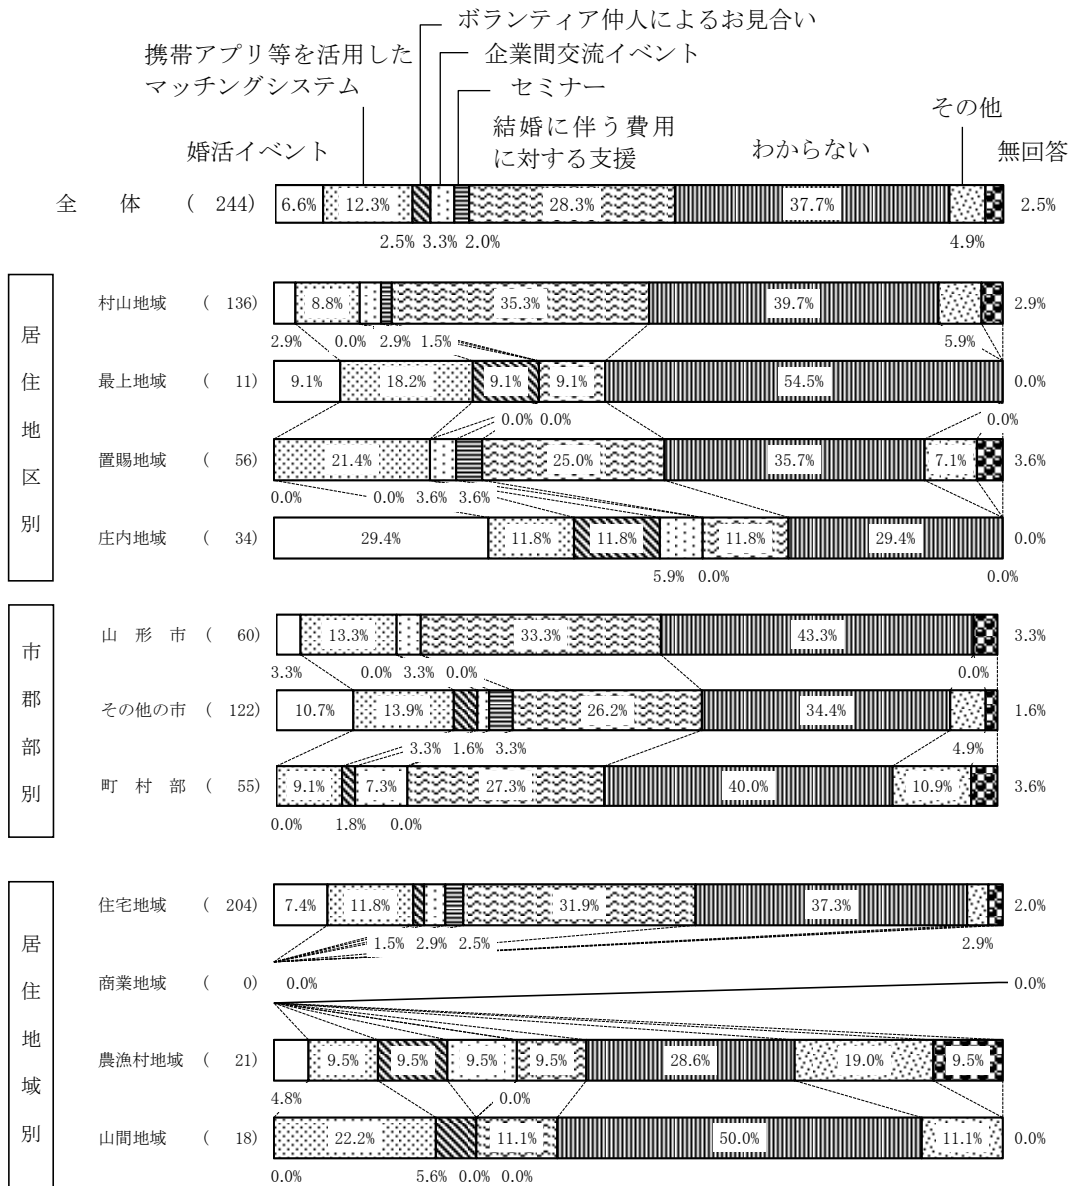 ボランティア仲人によるお見合い
携帯アプリ等を活用した
マッチングシステム
企業間交流イベント
セミナー
結婚に伴う費用
に対する支援
その他
婚活イベント
わからない
無回答
全 体 ( 244) 6.6% 12.3% 28.3% 37.7% 2.5%
2.5% 3.3% 2.0% 4.9%
居住地区別
村山地域 ( 136) 8.8% 35.3% 39.7% 2.9%
2.9% 0.0% 2.9% 1.5% 5.9%
最上地域 ( 11) 9.1% 18.2% 9.1% 9.1% 54.5% 0.0%
0.0% 0.0% 0.0%
置賜地域 ( 56) 21.4% 25.0% 35.7% 7.1% 3.6%
0.0% 0.0% 3.6% 3.6%
庄内地域 ( 34) 29.4% 11.8% 11.8% 11.8% 29.4% 0.0%
5.9% 0.0% 0.0%
市郡部別
山 形 市 ( 60) 13.3% 33.3% 43.3% 3.3%
3.3% 0.0% 3.3% 0.0% 0.0%
その他の市 ( 122) 10.7% 13.9% 26.2% 34.4% 1.6%
3.3% 1.6% 3.3% 4.9%
町 村 部 ( 55) 9.1% 7.3% 27.3% 40.0% 10.9% 3.6%
0.0% 1.8% 0.0%
居住地域別
住宅地域 ( 204) 7.4% 11.8% 31.9% 37.3% 2.0%
1.5% 2.9% 2.5% 2.9%
商業地域 ( 0) 0.0% 0.0%
農漁村地域 ( 21) 9.5% 9.5% 9.5% 9.5% 28.6% 19.0% 9.5%
4.8% 0.0%
山間地域 ( 18) 22.2% 11.1% 50.0% 11.1% 0.0%
0.0% 5.6% 0.0% 0.0%